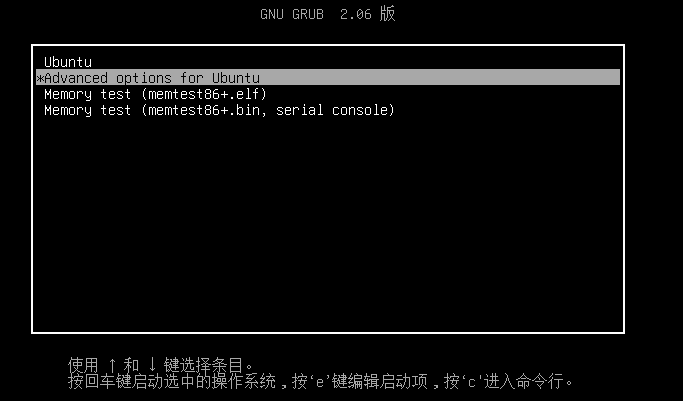 GNU GRUB  2.06 版
Ubuntu
*Advanced options for Ubuntu
Memory test (memtest86+.elf)
Memory test (memtest86+.bin, serial console)
使用 ↑ 和 ↓ 键选择条目。
按回车键启动选中的操作系统，按‘e’键编辑启动项，按‘c'进入命令行。